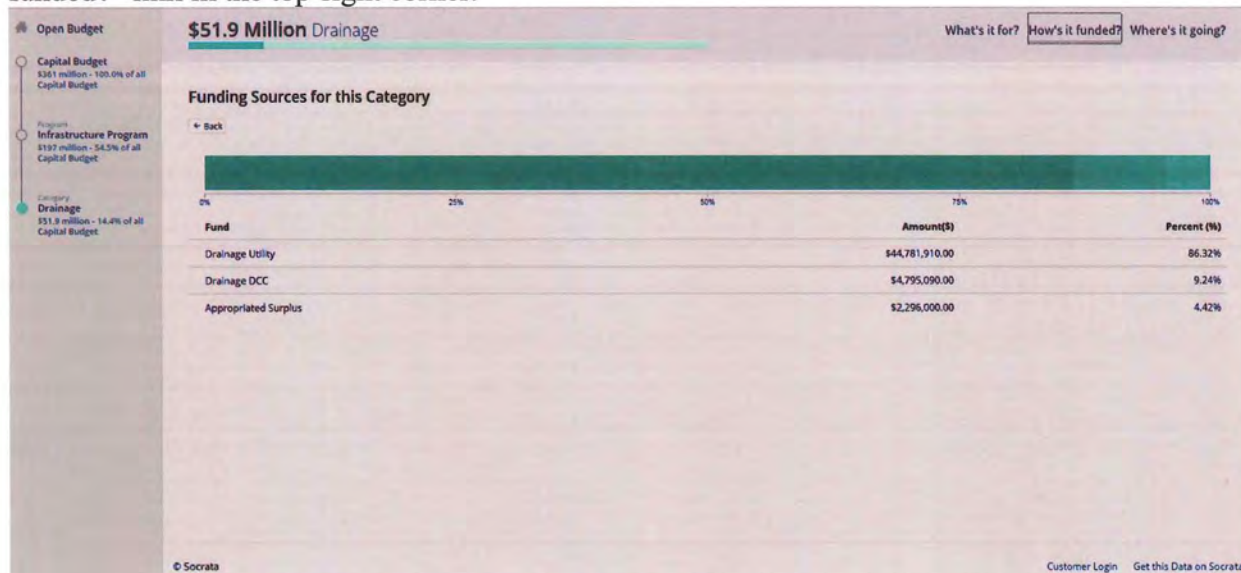 funded?" link in the top right corner.
Open Budget
Capital Budget
$361 million - 100.0% of all
Capital Budget
Program
Infrastructure Program
$197 million - 54.5% of all
Capital Budget
Category
Drainage
$51.9 million - 14.4% of all
Capital Budget
$51.9 Million Drainage
What's it for? How's it funded? Where's it going?
Funding Sources for this Category
← Back
0% 25% 50% 75% 100%
Fund Amount($) Percent (%)
Drainage Utility $44,781,910.00 86.32%
Drainage DCC $4,795,090.00 9.24%
Appropriated Surplus $2,296,000.00 4.42%
© Socrata
Customer Login Get this Data on Socrata